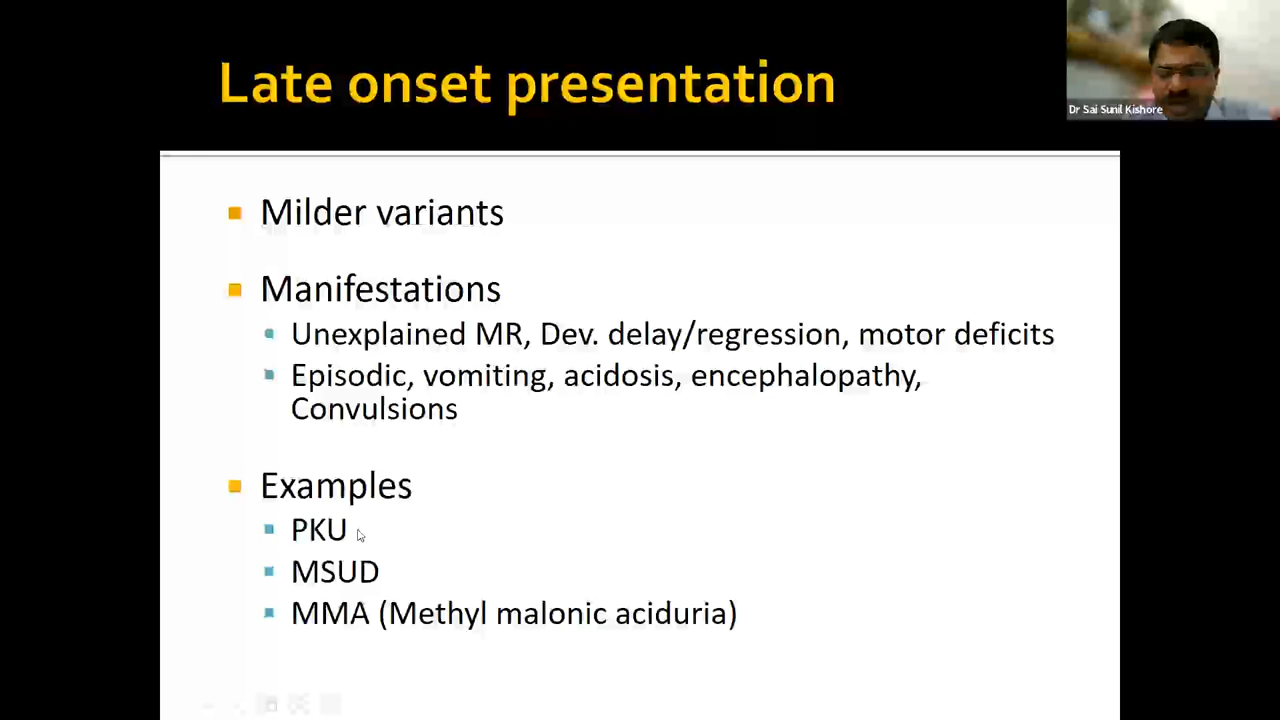 Late onset presentation
Dr Sai Sunil Kishore
Milder variants
Manifestations
Unexplained MR, Dev. delay/regression, motor deficits
Episodic, vomiting, acidosis, encephalopathy,
Convulsions
Examples
PKU
MSUD
MMA (Methyl malonic aciduria)